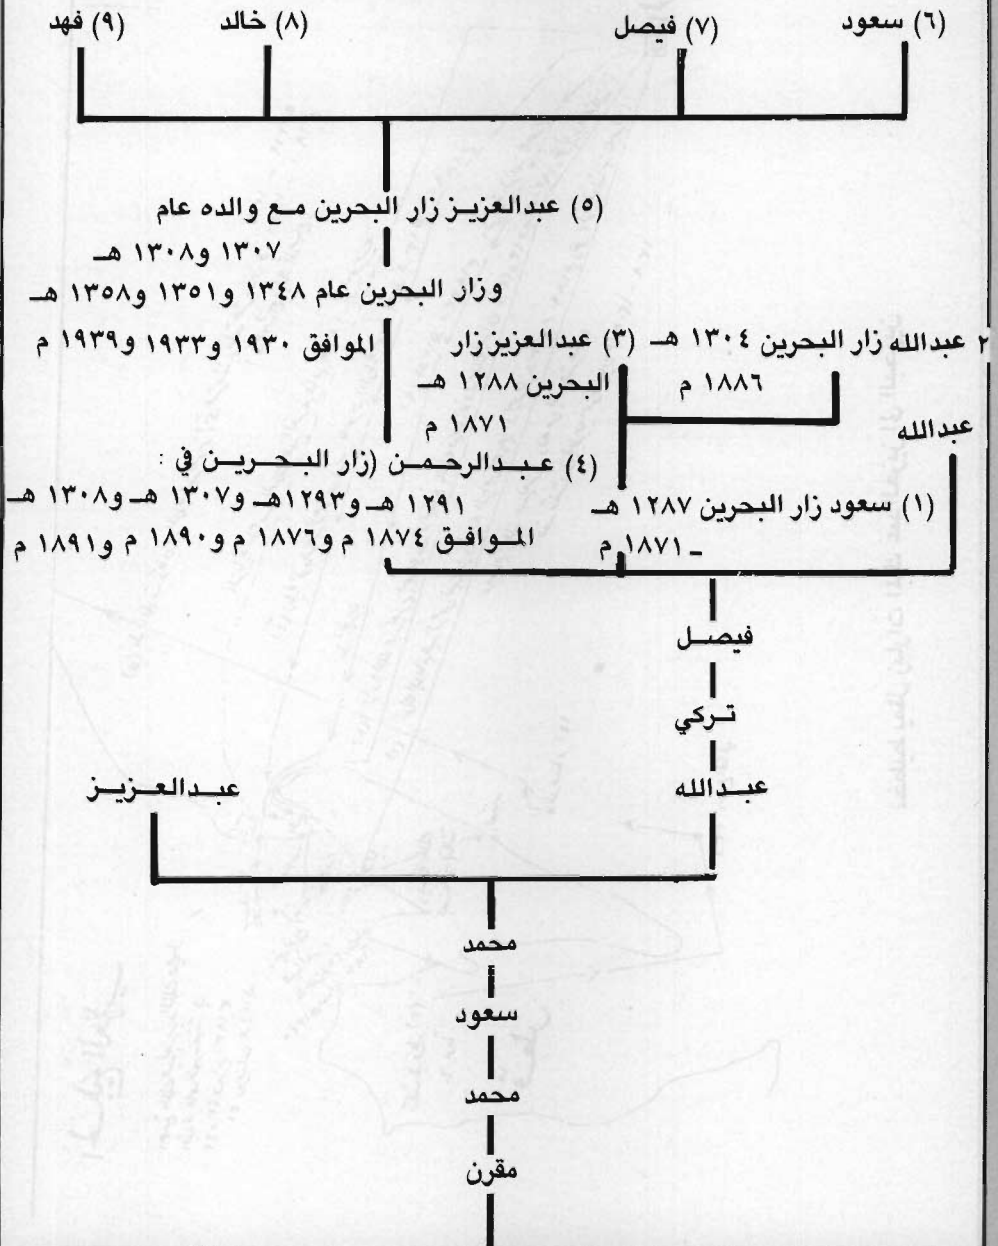 (٦) سعود
(٧) فيصل
(٨) خالد
(٩) فهد
(٥) عبدالعزيز زار البحرين مع والده عام
١٣٠٧ و١٣٠٨ هـ
وزار البحرين عام ١٣٤٨ و١٣٥١ و١٣٥٨ هـ
الموافق ١٩٣٠ و١٩٣٣ و١٩٣٩ م
٢ عبدالله زار البحرين ١٣٠٤ هـ
١٨٨٦ م
(٣) عبدالعزيز زار
البحرين ١٢٨٨ هـ
١٨٧١ م
عبدالله
(٤) عبدالرحمن (زار البحرين في :
١٢٩١ هـ و١٢٩٣هـ و١٣٠٧ هـ و١٣٠٨ هـ
الموافق ١٨٧٤ م و١٨٧٦ م و١٨٩٠ م و١٨٩١ م
(١) سعود زار البحرين ١٢٨٧ هـ
ـ ١٨٧١ م
فيصل
تركي
عبدالله
عبدالعزيز
محمد
سعود
محمد
مقرن